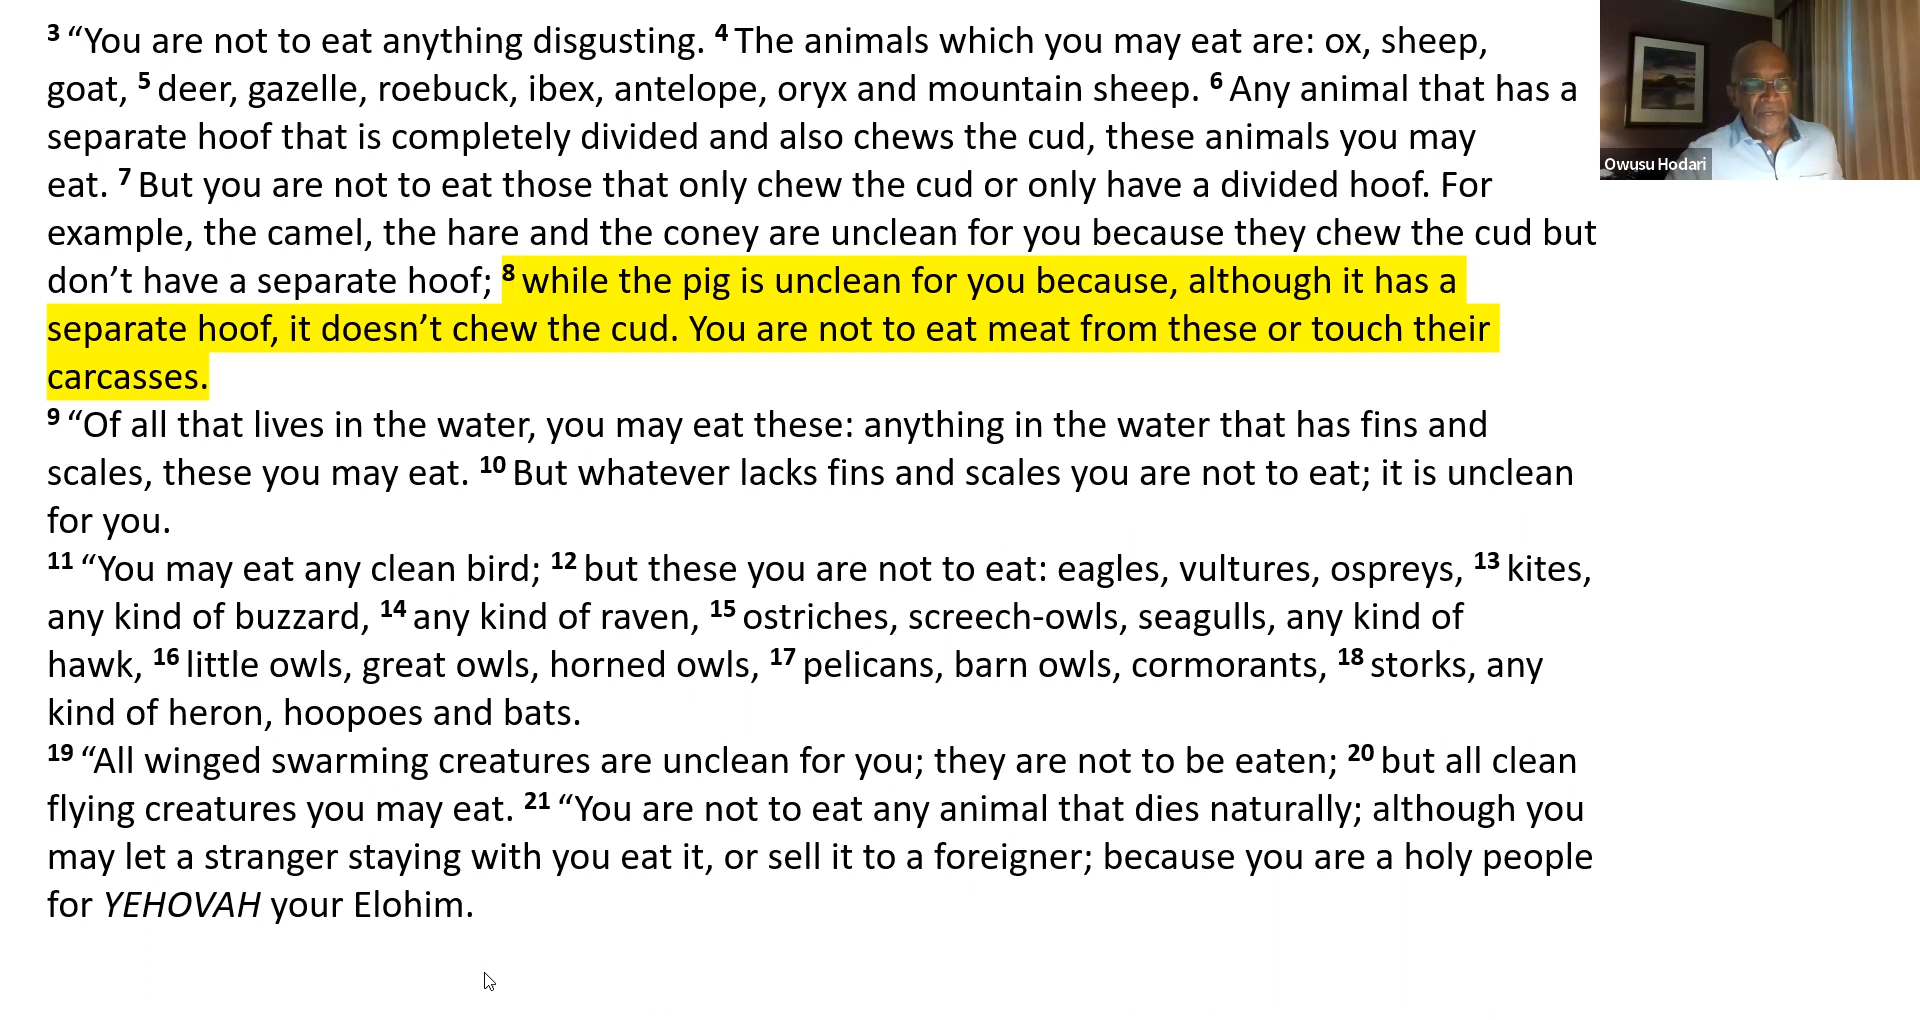 3 “You are not to eat anything disgusting. 4 The animals which you may eat are: ox, sheep,
goat, 5 deer, gazelle, roebuck, ibex, antelope, oryx and mountain sheep. 6 Any animal that has a
separate hoof that is completely divided and also chews the cud, these animals you may
eat. 7 But you are not to eat those that only chew the cud or only have a divided hoof. For
example, the camel, the hare and the coney are unclean for you because they chew the cud but
don’t have a separate hoof; 8 while the pig is unclean for you because, although it has a
separate hoof, it doesn’t chew the cud. You are not to eat meat from these or touch their
carcasses.
9 “Of all that lives in the water, you may eat these: anything in the water that has fins and
scales, these you may eat. 10 But whatever lacks fins and scales you are not to eat; it is unclean
for you.
11 “You may eat any clean bird; 12 but these you are not to eat: eagles, vultures, ospreys, 13 kites,
any kind of buzzard, 14 any kind of raven, 15 ostriches, screech-owls, seagulls, any kind of
hawk, 16 little owls, great owls, horned owls, 17 pelicans, barn owls, cormorants, 18 storks, any
kind of heron, hoopoes and bats.
19 “All winged swarming creatures are unclean for you; they are not to be eaten; 20 but all clean
flying creatures you may eat. 21 “You are not to eat any animal that dies naturally; although you
may let a stranger staying with you eat it, or sell it to a foreigner; because you are a holy people
for YEHOVAH your Elohim.
Owusu Hodari